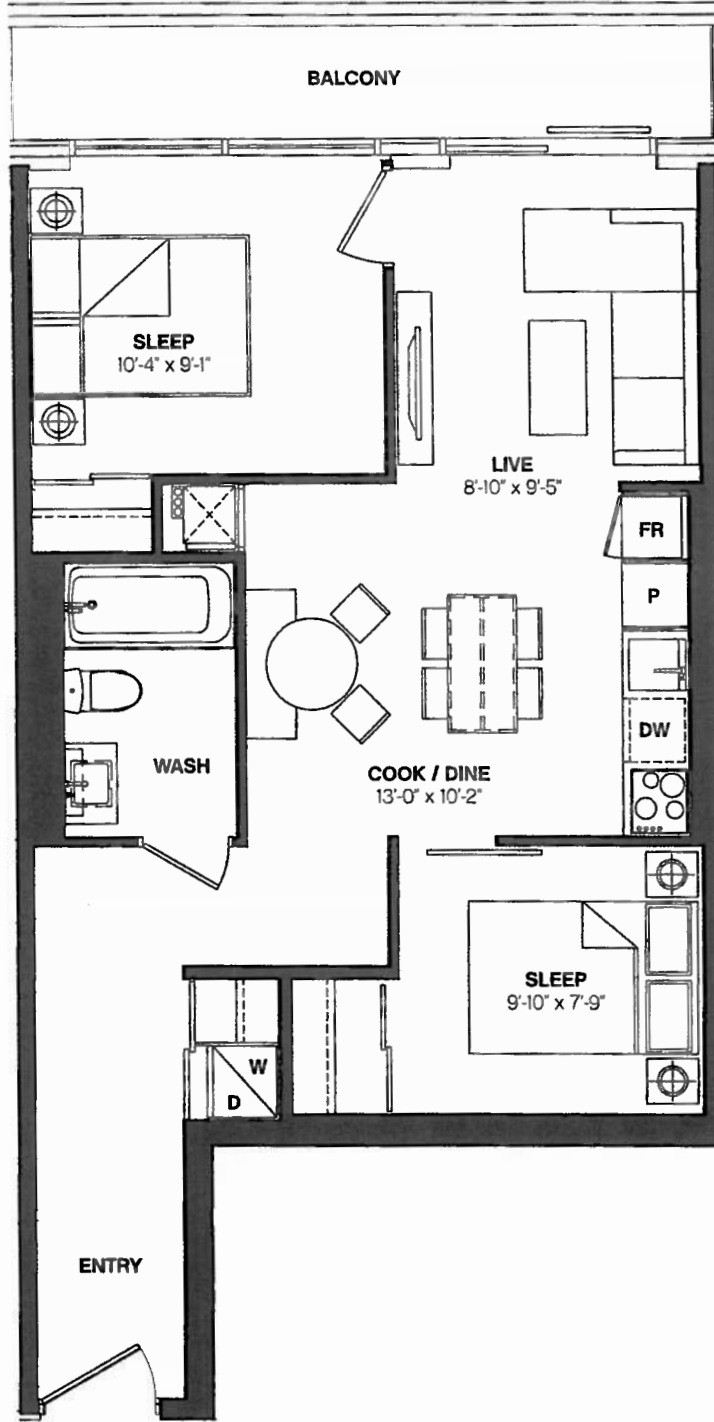 BALCONY
SLEEP
10'-4" x 9'-1"
LIVE
8'-10" x 9'-5"
FR
P
DW
WASH
COOK / DINE
13'-0" x 10'-2"
SLEEP
9'-10" x 7'-9"
W
D
ENTRY